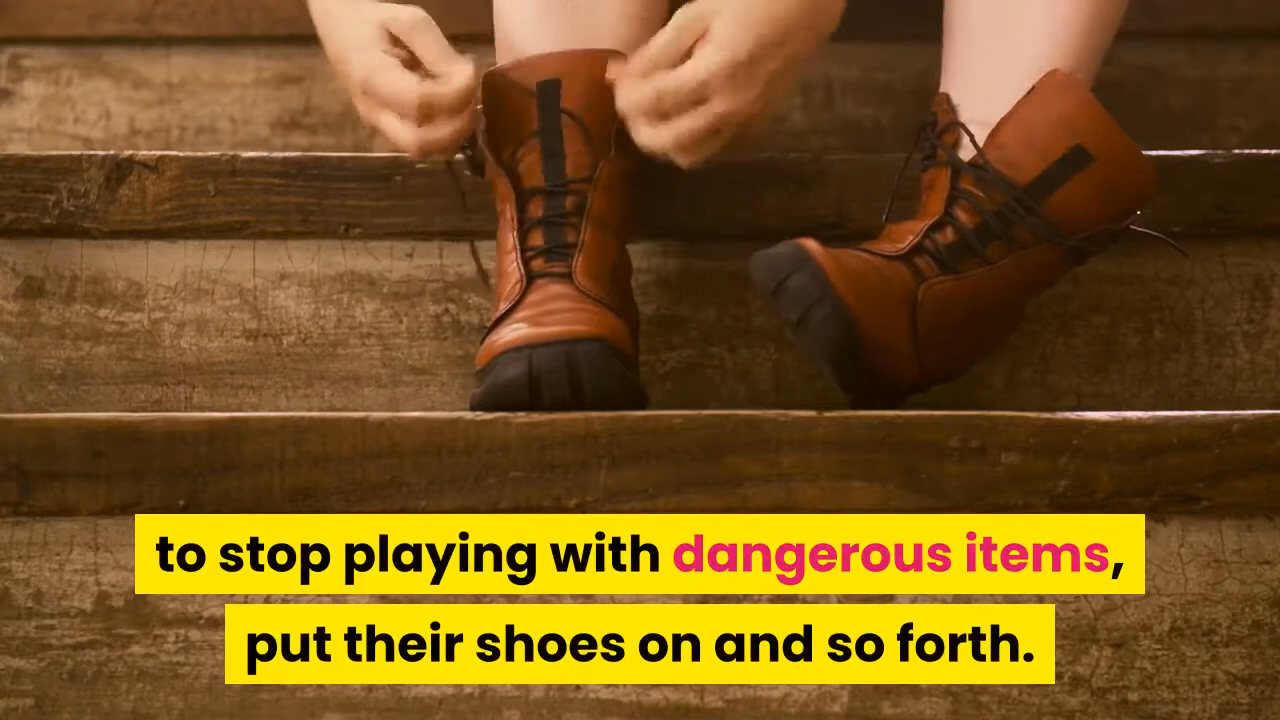 to stop playing with dangerous items,
put their shoes on and so forth.